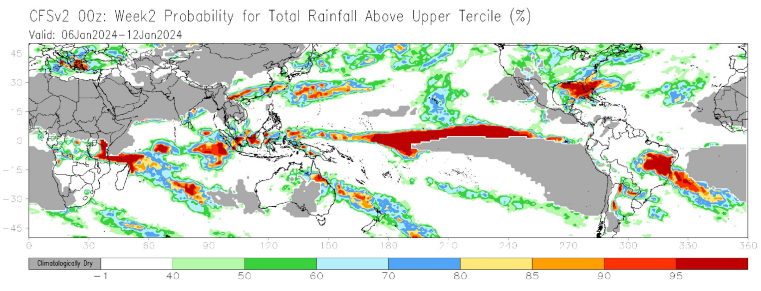 CFSv2 00z: Week2 Probability for Total Rainfall Above Upper Tercile (%)
Valid: 06Jan2024-12Jan2024
45
30
15
0
-15
-30
-45
0 30 60 90 120 150 180 210 240 270 300 330 360
Climatologically Dry
-1 40 50 60 70 80 85 90 95